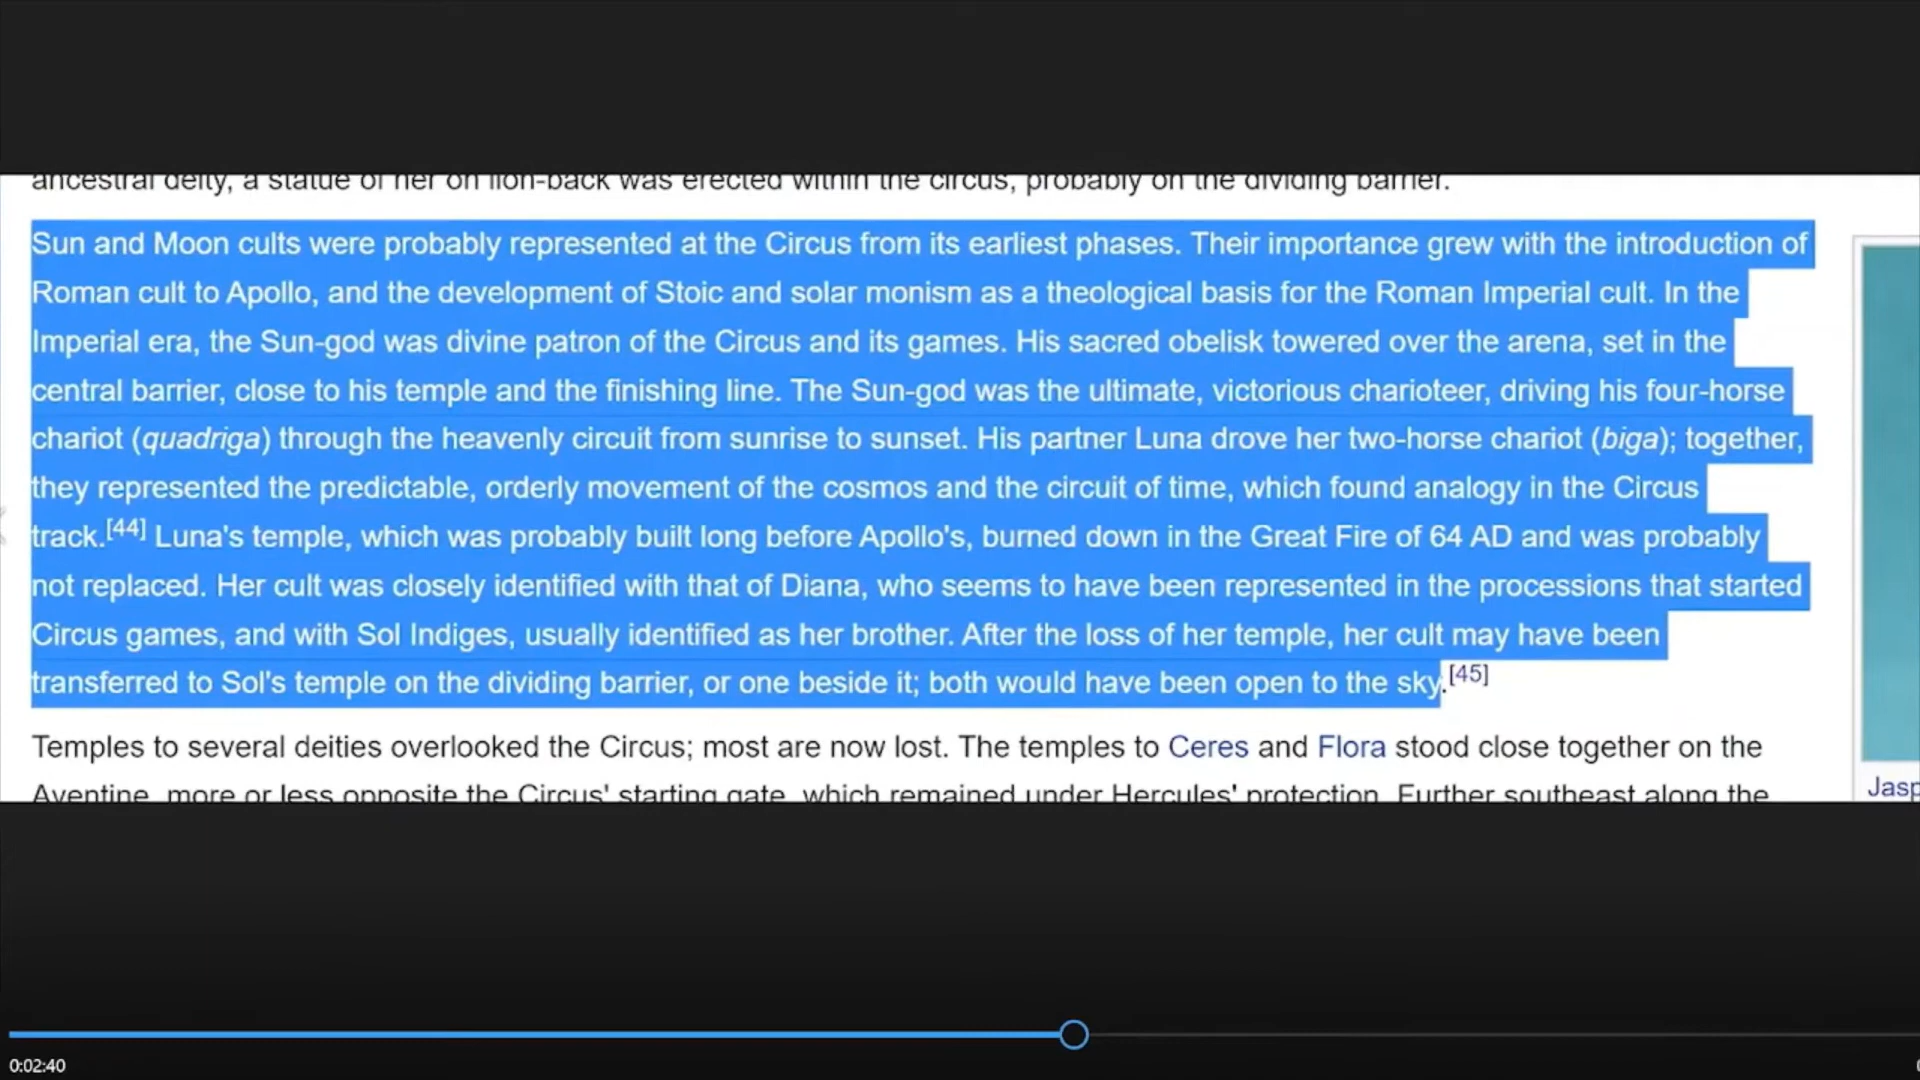 ancestral deity, a statue of her on lion-back was erected within the circus, probably on the dividing barrier.
Sun and Moon cults were probably represented at the Circus from its earliest phases. Their importance grew with the introduction of
Roman cult to Apollo, and the development of Stoic and solar monism as a theological basis for the Roman Imperial cult. In the
Imperial era, the Sun-god was divine patron of the Circus and its games. His sacred obelisk towered over the arena, set in the
central barrier, close to his temple and the finishing line. The Sun-god was the ultimate, victorious charioteer, driving his four-horse
chariot (quadriga) through the heavenly circuit from sunrise to sunset. His partner Luna drove her two-horse chariot (biga); together,
they represented the predictable, orderly movement of the cosmos and the circuit of time, which found analogy in the Circus
track.[44] Luna's temple, which was probably built long before Apollo's, burned down in the Great Fire of 64 AD and was probably
not replaced. Her cult was closely identified with that of Diana, who seems to have been represented in the processions that started
Circus games, and with Sol Indiges, usually identified as her brother. After the loss of her temple, her cult may have been
transferred to Sol's temple on the dividing barrier, or one beside it; both would have been open to the sky.[45]
Temples to several deities overlooked the Circus; most are now lost. The temples to Ceres and Flora stood close together on the
Aventine, more or less opposite the Circus' starting gate, which remained under Hercules' protection. Further southeast along the
Jasp
0:02:40